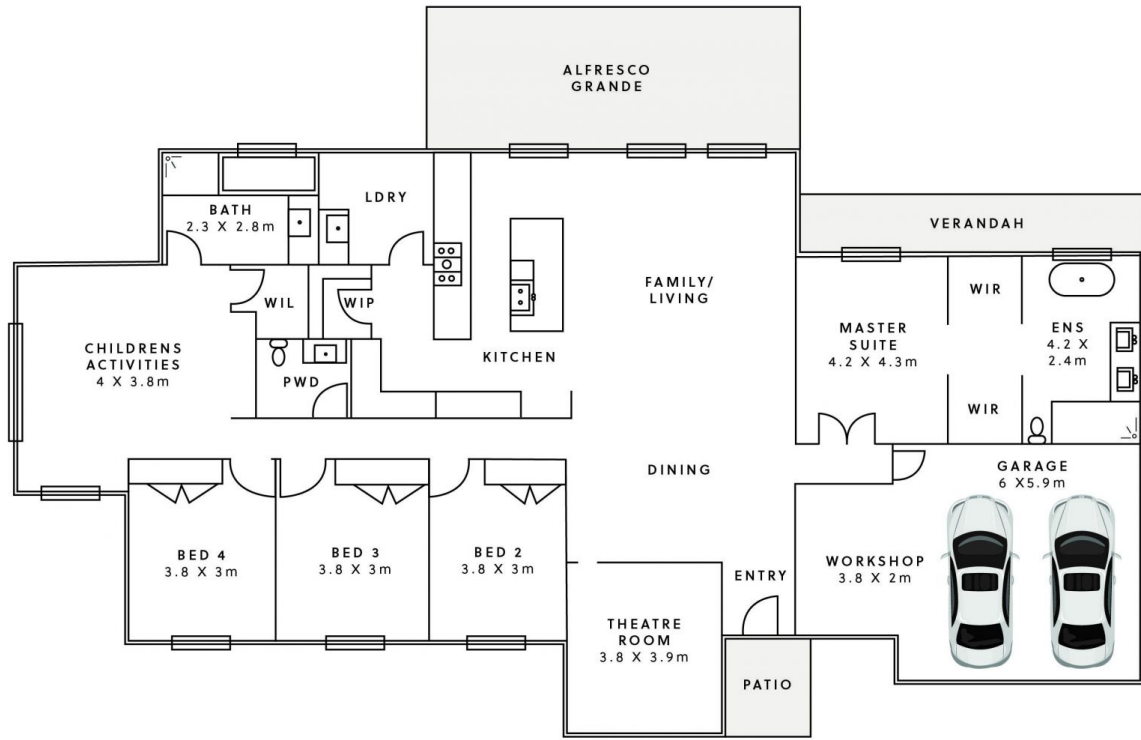 ALFRESCO
GRANDE
BATH
2.3 X 2.8m
LDRY
VERANDAH
WIL
WIP
FAMILY/
LIVING
WIR
CHILDRENS
ACTIVITIES
4 X 3.8m
KITCHEN
MASTER
SUITE
4.2 X 4.3m
ENS
4.2 X
2.4m
PWD
WIR
DINING
GARAGE
6 X5.9m
BED 4
3.8 X 3m
BED 3
3.8 X 3m
BED 2
3.8 X 3m
ENTRY
WORKSHOP
3.8 X 2m
THEATRE
ROOM
3.8 X 3.9m
PATIO